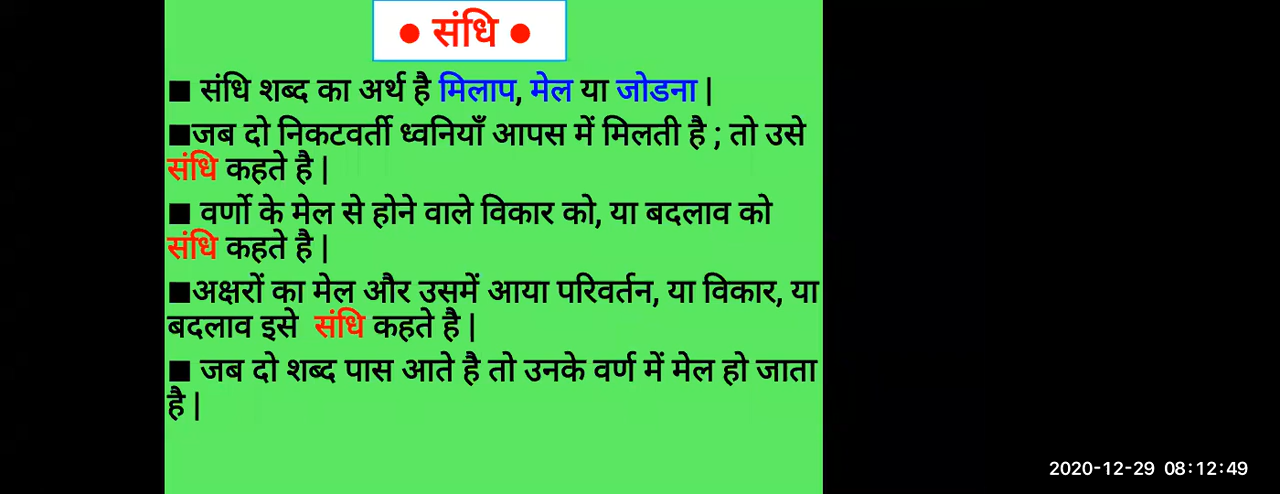 ● संधि ●
■ संधि शब्द का अर्थ है मिलाप, मेल या जोडना |
■जब दो निकटवर्ती ध्वनियाँ आपस में मिलती है ; तो उसे
संधि कहते है |
■ वर्णो के मेल से होने वाले विकार को, या बदलाव को
संधि कहते है |
■अक्षरों का मेल और उसमें आया परिवर्तन, या विकार, या
बदलाव इसे संधि कहते है |
■ जब दो शब्द पास आते है तो उनके वर्ण में मेल हो जाता
है |
2020-12-29 08:12:49